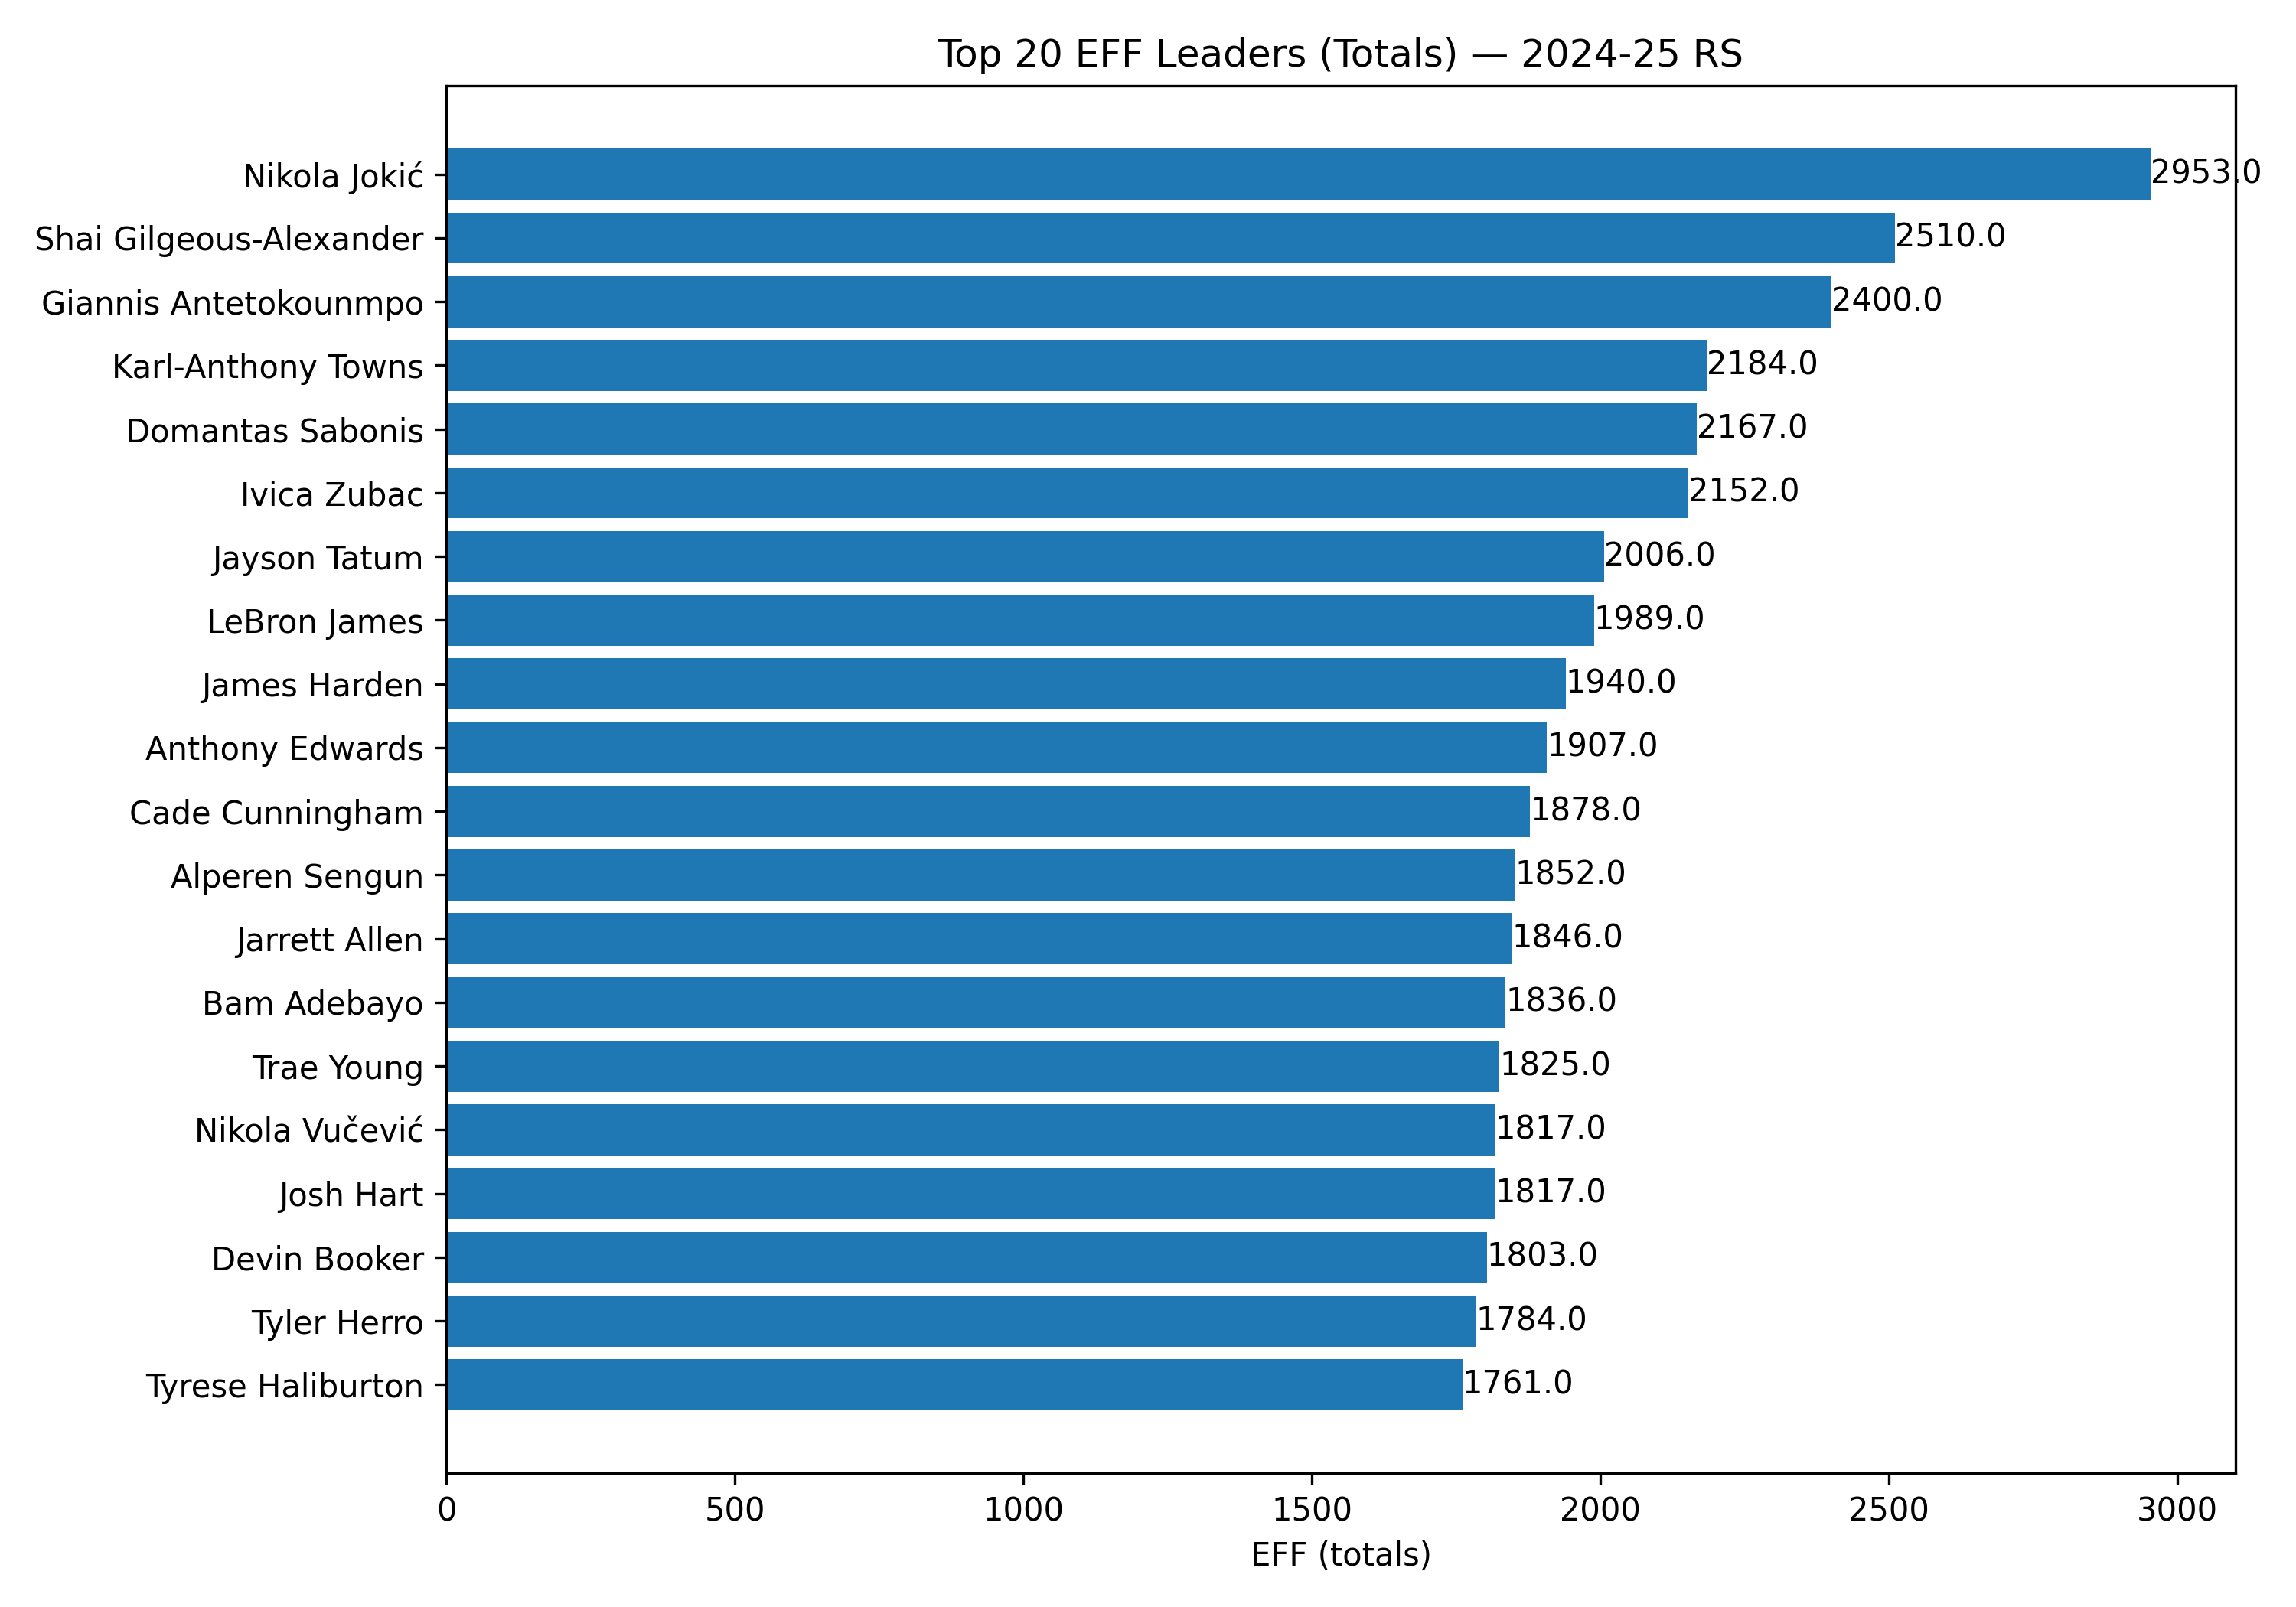 Top 20 EFF Leaders (Totals) — 2024-25 RS
Nikola Jokić 2953.0
Shai Gilgeous-Alexander 2510.0
Giannis Antetokounmpo 2400.0
Karl-Anthony Towns 2184.0
Domantas Sabonis 2167.0
Ivica Zubac 2152.0
Jayson Tatum 2006.0
LeBron James 1989.0
James Harden 1940.0
Anthony Edwards 1907.0
Cade Cunningham 1878.0
Alperen Sengun 1852.0
Jarrett Allen 1846.0
Bam Adebayo 1836.0
Trae Young 1825.0
Nikola Vučević 1817.0
Josh Hart 1817.0
Devin Booker 1803.0
Tyler Herro 1784.0
Tyrese Haliburton 1761.0
0 500 1000 1500 2000 2500 3000
EFF (totals)